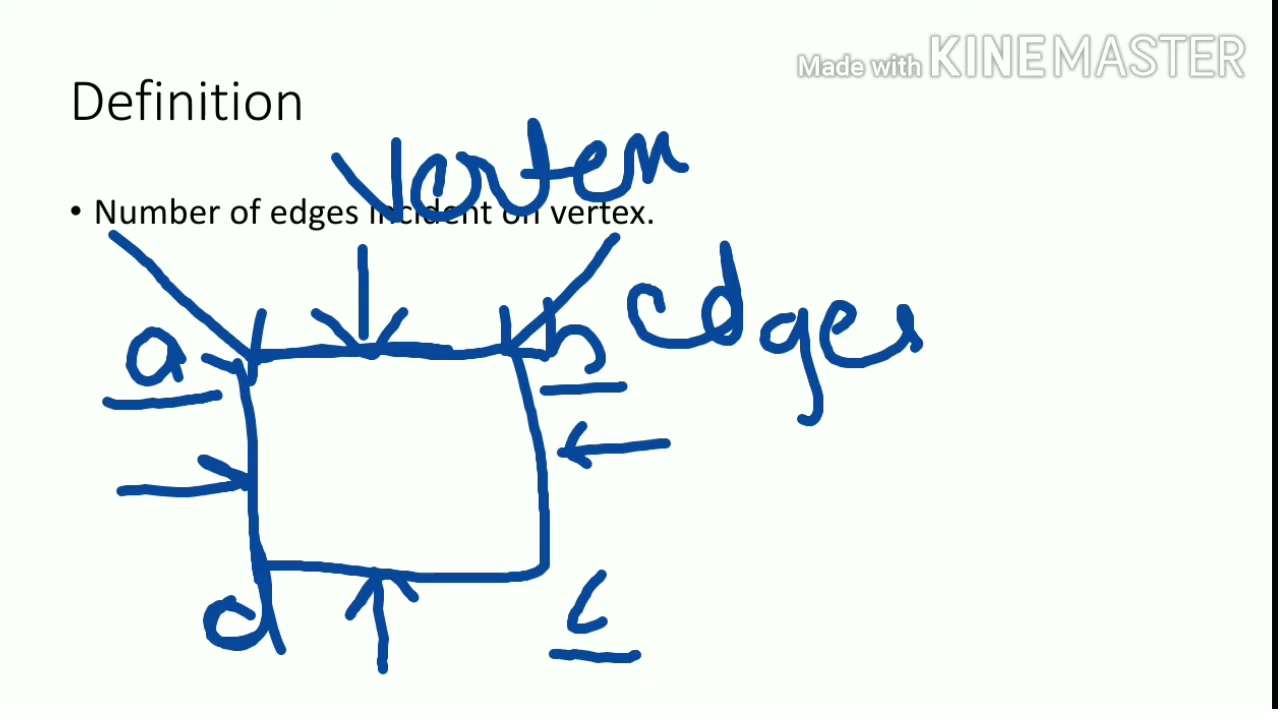 Made with KINEMASTER
Definition
vertex
• Number of edges incident on vertex.
edges
a
b
d
c